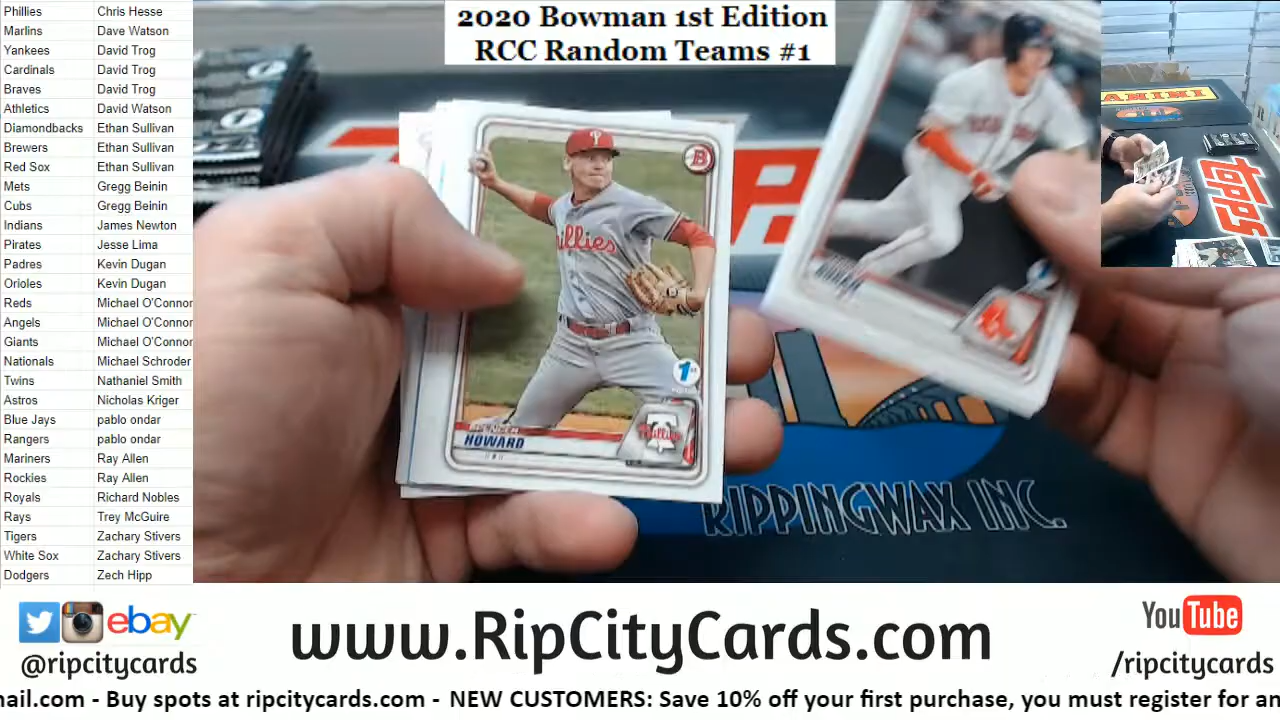 Phillies Chris Hesse
Marlins Dave Watson
Yankees David Trog
Cardinals David Trog
Braves David Trog
Athletics David Watson
Diamondbacks Ethan Sullivan
Brewers Ethan Sullivan
Red Sox Ethan Sullivan
Mets Gregg Beinin
Cubs Gregg Beinin
Indians James Newton
Pirates Jesse Lima
Padres Kevin Dugan
Orioles Kevin Dugan
Reds Michael O'Connor
Angels Michael O'Connor
Giants Michael O'Connor
Nationals Michael Schroder
Twins Nathaniel Smith
Astros Nicholas Kriger
Blue Jays pablo ondar
Rangers pablo ondar
Mariners Ray Allen
Rockies Ray Allen
Royals Richard Nobles
Rays Trey McGuire
Tigers Zachary Stivers
White Sox Zachary Stivers
Dodgers Zech Hipp
2020 Bowman 1st Edition
RCC Random Teams #1
B
Phillies
1st
SPENCER
HOWARD
Phillies
RIPPINGWAX INC.
PANINI
Topps
ebay
@ripcitycards
www.RipCityCards.com
YouTube
/ripcitycards
mail.com - Buy spots at ripcitycards.com - NEW CUSTOMERS: Save 10% off your first purchase, you must register for an